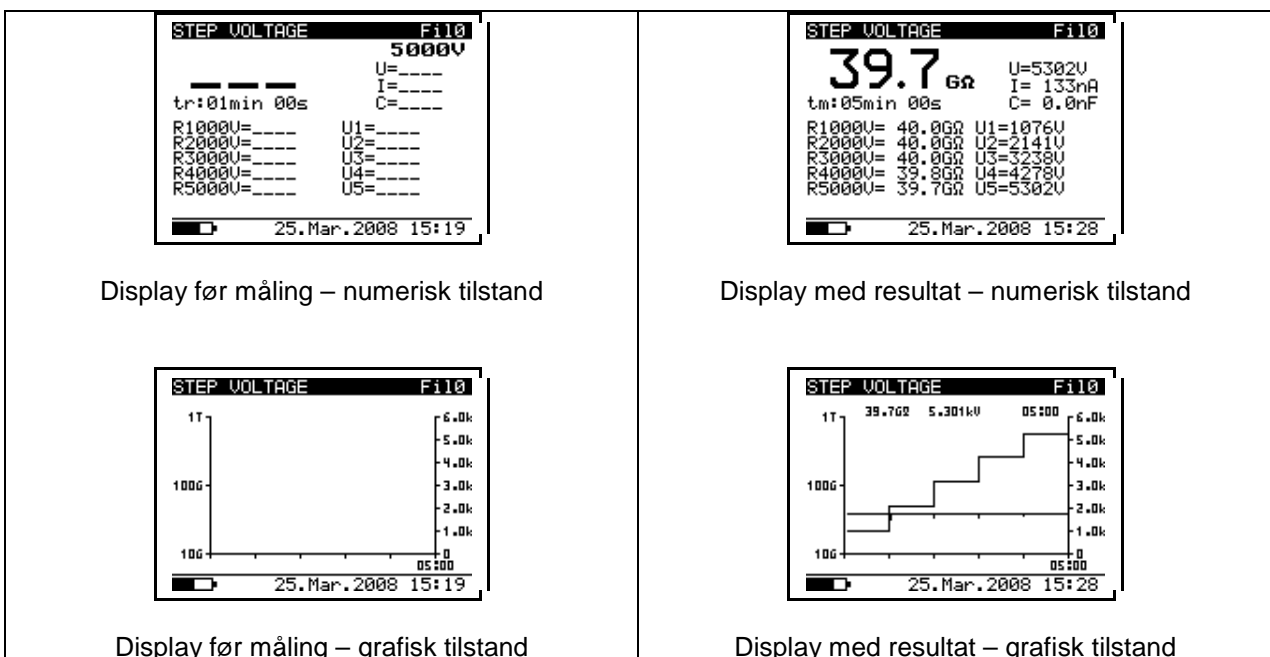 STEP VOLTAGE Fil0
5000V
U=____
I=____
tr:01min 00s C=____
R1000V=____ U1=____
R2000V=____ U2=____
R3000V=____ U3=____
R4000V=____ U4=____
R5000V=____ U5=____
25.Mar.2008 15:19
Display før måling – numerisk tilstand
STEP VOLTAGE Fil0
39.7 GΩ
U=5302V
I= 133nA
tm:05min 00s C= 0.0nF
R1000V= 40.0GΩ U1=1076V
R2000V= 40.0GΩ U2=2141V
R3000V= 40.0GΩ U3=3238V
R4000V= 39.8GΩ U4=4278V
R5000V= 39.7GΩ U5=5302V
25.Mar.2008 15:28
Display med resultat – numerisk tilstand
STEP VOLTAGE Fil0
1T 6.0k
5.0k
4.0k
100G 3.0k
2.0k
1.0k
10G 0
05:00
25.Mar.2008 15:19
Display før måling – grafisk tilstand
STEP VOLTAGE Fil0
39.7GΩ 5.301kV 05:00
1T 6.0k
5.0k
4.0k
100G 3.0k
2.0k
1.0k
10G 0
05:00
25.Mar.2008 15:28
Display med resultat – grafisk tilstand